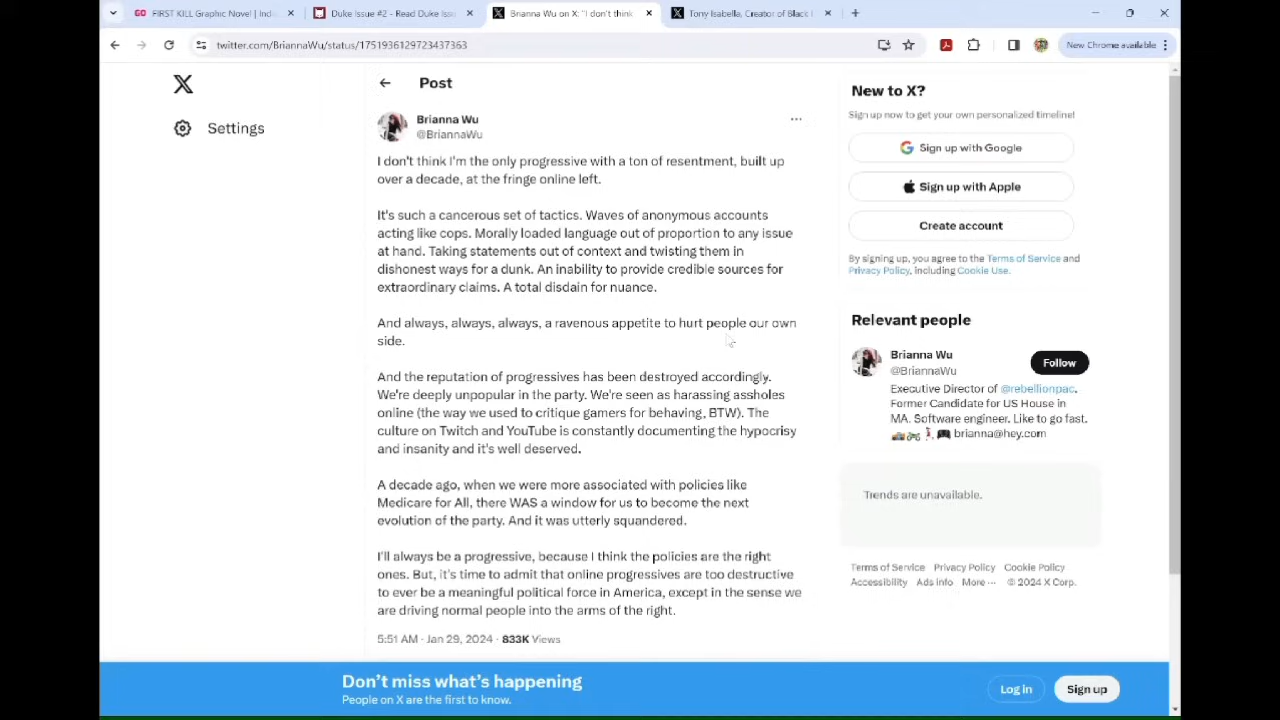 FIRST KILL Graphic Novel | Indi
Duke Issue #2 - Read Duke Issu
Brianna Wu on X: "I don't think
Tony Isabella, Creator of Black
twitter.com/BriannaWu/status/1751936129723437363
New Chrome available
Settings
Post
Brianna Wu
@BriannaWu
I don't think I'm the only progressive with a ton of resentment, built up
over a decade, at the fringe online left.
It's such a cancerous set of tactics. Waves of anonymous accounts
acting like cops. Morally loaded language out of proportion to any issue
at hand. Taking statements out of context and twisting them in
dishonest ways for a dunk. An inability to provide credible sources for
extraordinary claims. A total disdain for nuance.
And always, always, always, a ravenous appetite to hurt people our own
side.
And the reputation of progressives has been destroyed accordingly.
We're deeply unpopular in the party. We're seen as harassing assholes
online (the way we used to critique gamers for behaving, BTW). The
culture on Twitch and YouTube is constantly documenting the hypocrisy
and insanity and it's well deserved.
A decade ago, when we were more associated with policies like
Medicare for All, there WAS a window for us to become the next
evolution of the party. And it was utterly squandered.
I'll always be a progressive, because I think the policies are the right
ones. But, it's time to admit that online progressives are too destructive
to ever be a meaningful political force in America, except in the sense we
are driving normal people into the arms of the right.
5:51 AM · Jan 29, 2024 · 833K Views
New to X?
Sign up now to get your own personalized timeline!
Sign up with Google
Sign up with Apple
Create account
By signing up, you agree to the Terms of Service and
Privacy Policy, including Cookie Use.
Relevant people
Brianna Wu
@BriannaWu
Follow
Executive Director of @rebellionpac.
Former Candidate for US House in
MA. Software engineer. Like to go fast.
brianna@hey.com
Trends are unavailable.
Terms of Service Privacy Policy Cookie Policy
Accessibility Ads info More ··· © 2024 X Corp.
Don't miss what's happening
People on X are the first to know.
Log in
Sign up